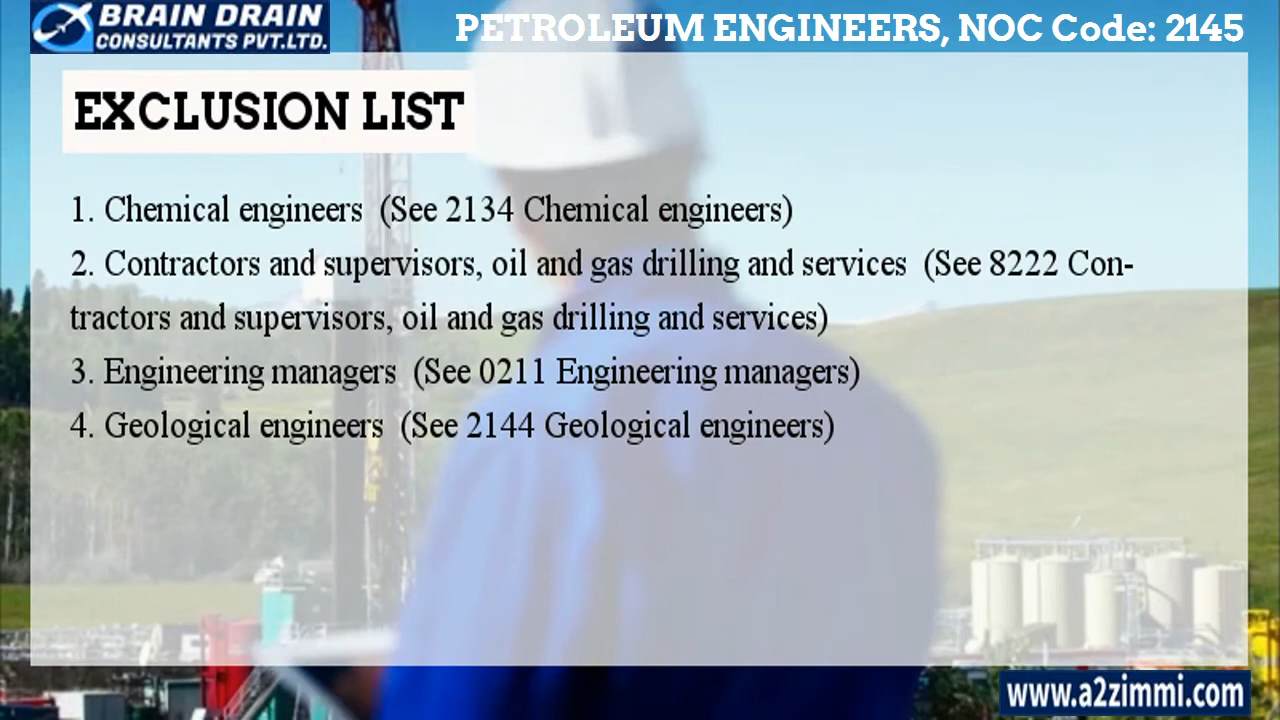 BRAIN DRAIN
CONSULTANTS PVT.LTD.
PETROLEUM ENGINEERS, NOC Code: 2145
EXCLUSION LIST
1. Chemical engineers (See 2134 Chemical engineers)
2. Contractors and supervisors, oil and gas drilling and services (See 8222 Con-
tractors and supervisors, oil and gas drilling and services)
3. Engineering managers (See 0211 Engineering managers)
4. Geological engineers (See 2144 Geological engineers)
www.a2zimmi.com